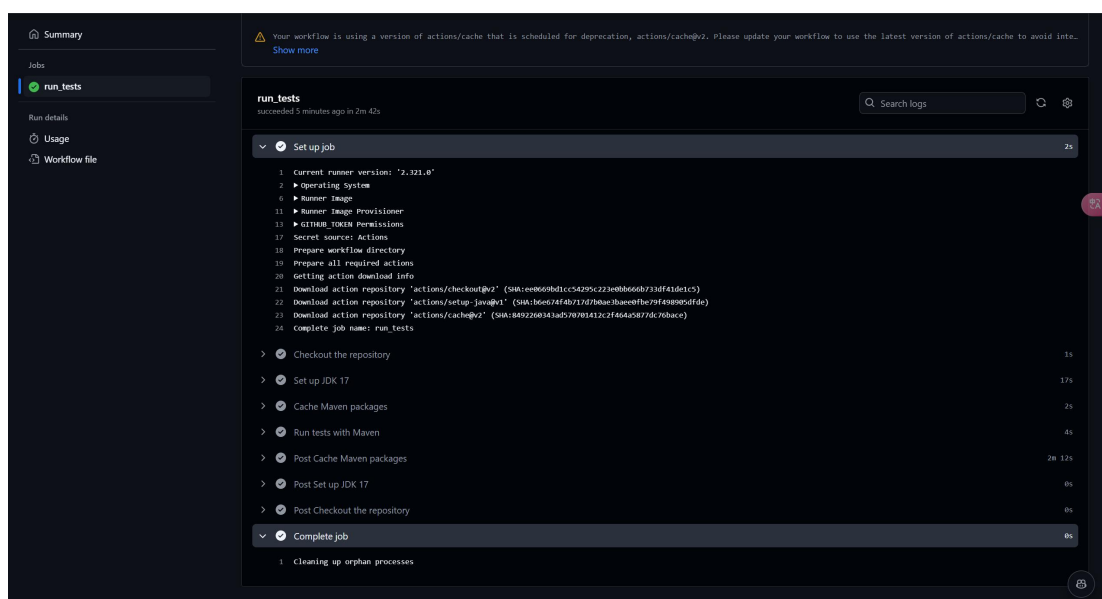 Summary
Jobs
run_tests
Run details
Usage
Workflow file
Your workflow is using a version of actions/cache that is scheduled for deprecation, actions/cache@v2. Please update your workflow to use the latest version of actions/cache to avoid inte…
Show more
run_tests
succeeded 5 minutes ago in 2m 42s
Search logs
Set up job 2s
1 Current runner version: '2.321.0'
2 ▶ Operating System
6 ▶ Runner Image
11 ▶ Runner Image Provisioner
13 ▶ GITHUB_TOKEN Permissions
17 Secret source: Actions
18 Prepare workflow directory
19 Prepare all required actions
20 Getting action download info
21 Download action repository 'actions/checkout@v2' (SHA:ee0669bd1cc54295c223e0bb666b733df41de1c5)
22 Download action repository 'actions/setup-java@v1' (SHA:b6e674f4b717d7b0ae3baee0fbe79f498905dfde)
23 Download action repository 'actions/cache@v2' (SHA:8492260343ad570701412c2f464a5877dc76bace)
24 Complete job name: run_tests
Checkout the repository 1s
Set up JDK 17 17s
Cache Maven packages 2s
Run tests with Maven 4s
Post Cache Maven packages 2m 12s
Post Set up JDK 17 0s
Post Checkout the repository 0s
Complete job 0s
1 Cleaning up orphan processes